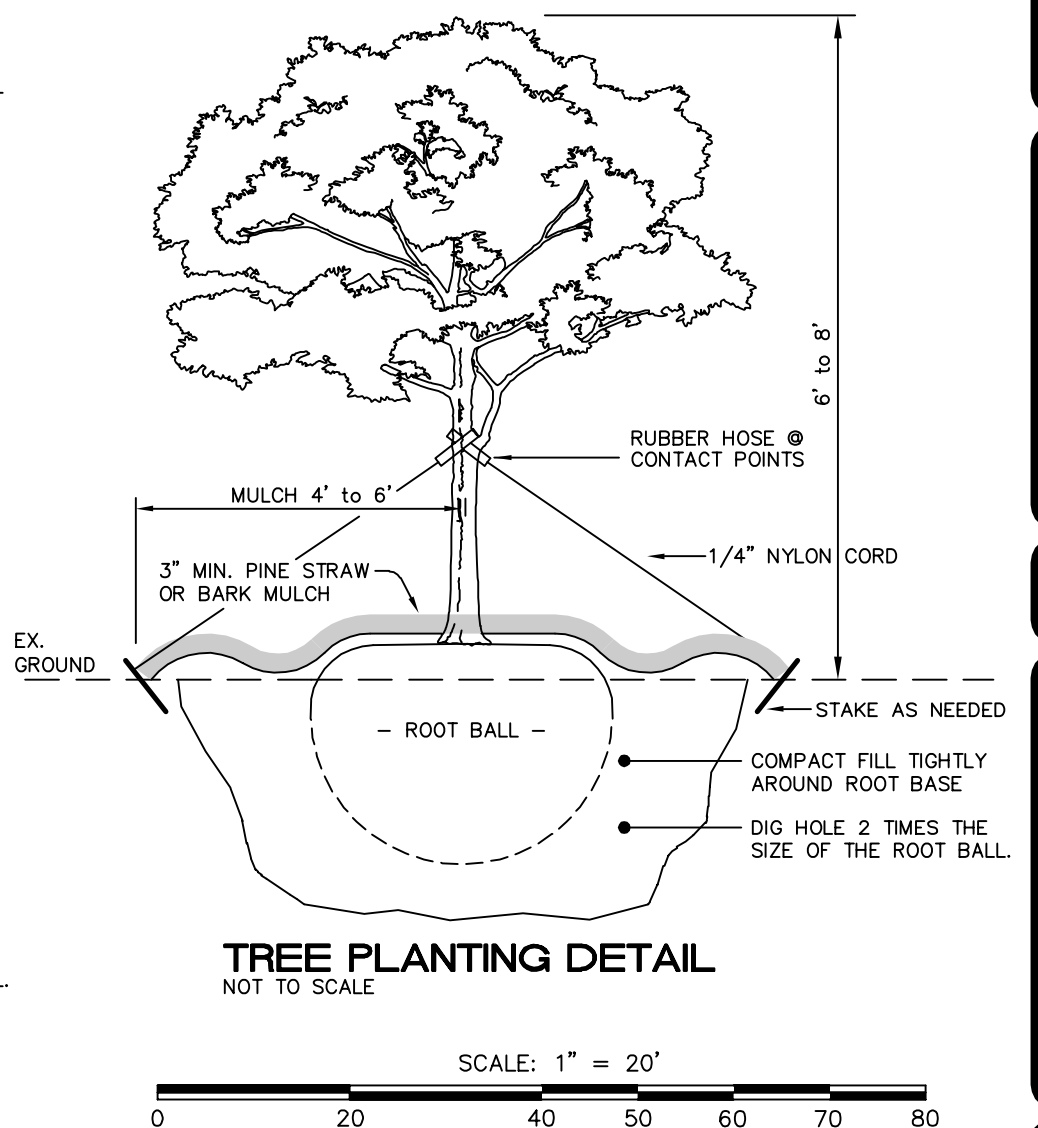 6' to 8'
RUBBER HOSE @
CONTACT POINTS
MULCH 4' to 6'
1/4" NYLON CORD
3" MIN. PINE STRAW
OR BARK MULCH
EX.
GROUND
STAKE AS NEEDED
– ROOT BALL –
COMPACT FILL TIGHTLY
AROUND ROOT BASE
DIG HOLE 2 TIMES THE
SIZE OF THE ROOT BALL.
TREE PLANTING DETAIL
NOT TO SCALE
SCALE: 1" = 20'
0 20 40 50 60 70 80